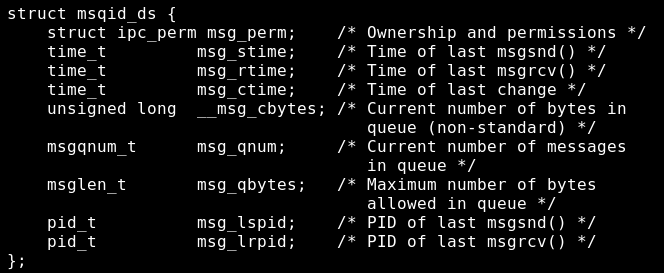 struct msqid_ds {
    struct ipc_perm msg_perm;    /* Ownership and permissions */
    time_t         msg_stime;    /* Time of last msgsnd() */
    time_t         msg_rtime;    /* Time of last msgrcv() */
    time_t         msg_ctime;    /* Time of last change */
    unsigned long  __msg_cbytes; /* Current number of bytes in
                                    queue (non-standard) */
    msgqnum_t      msg_qnum;     /* Current number of messages
                                    in queue */
    msglen_t       msg_qbytes;   /* Maximum number of bytes
                                    allowed in queue */
    pid_t          msg_lspid;    /* PID of last msgsnd() */
    pid_t          msg_lrpid;    /* PID of last msgrcv() */
};